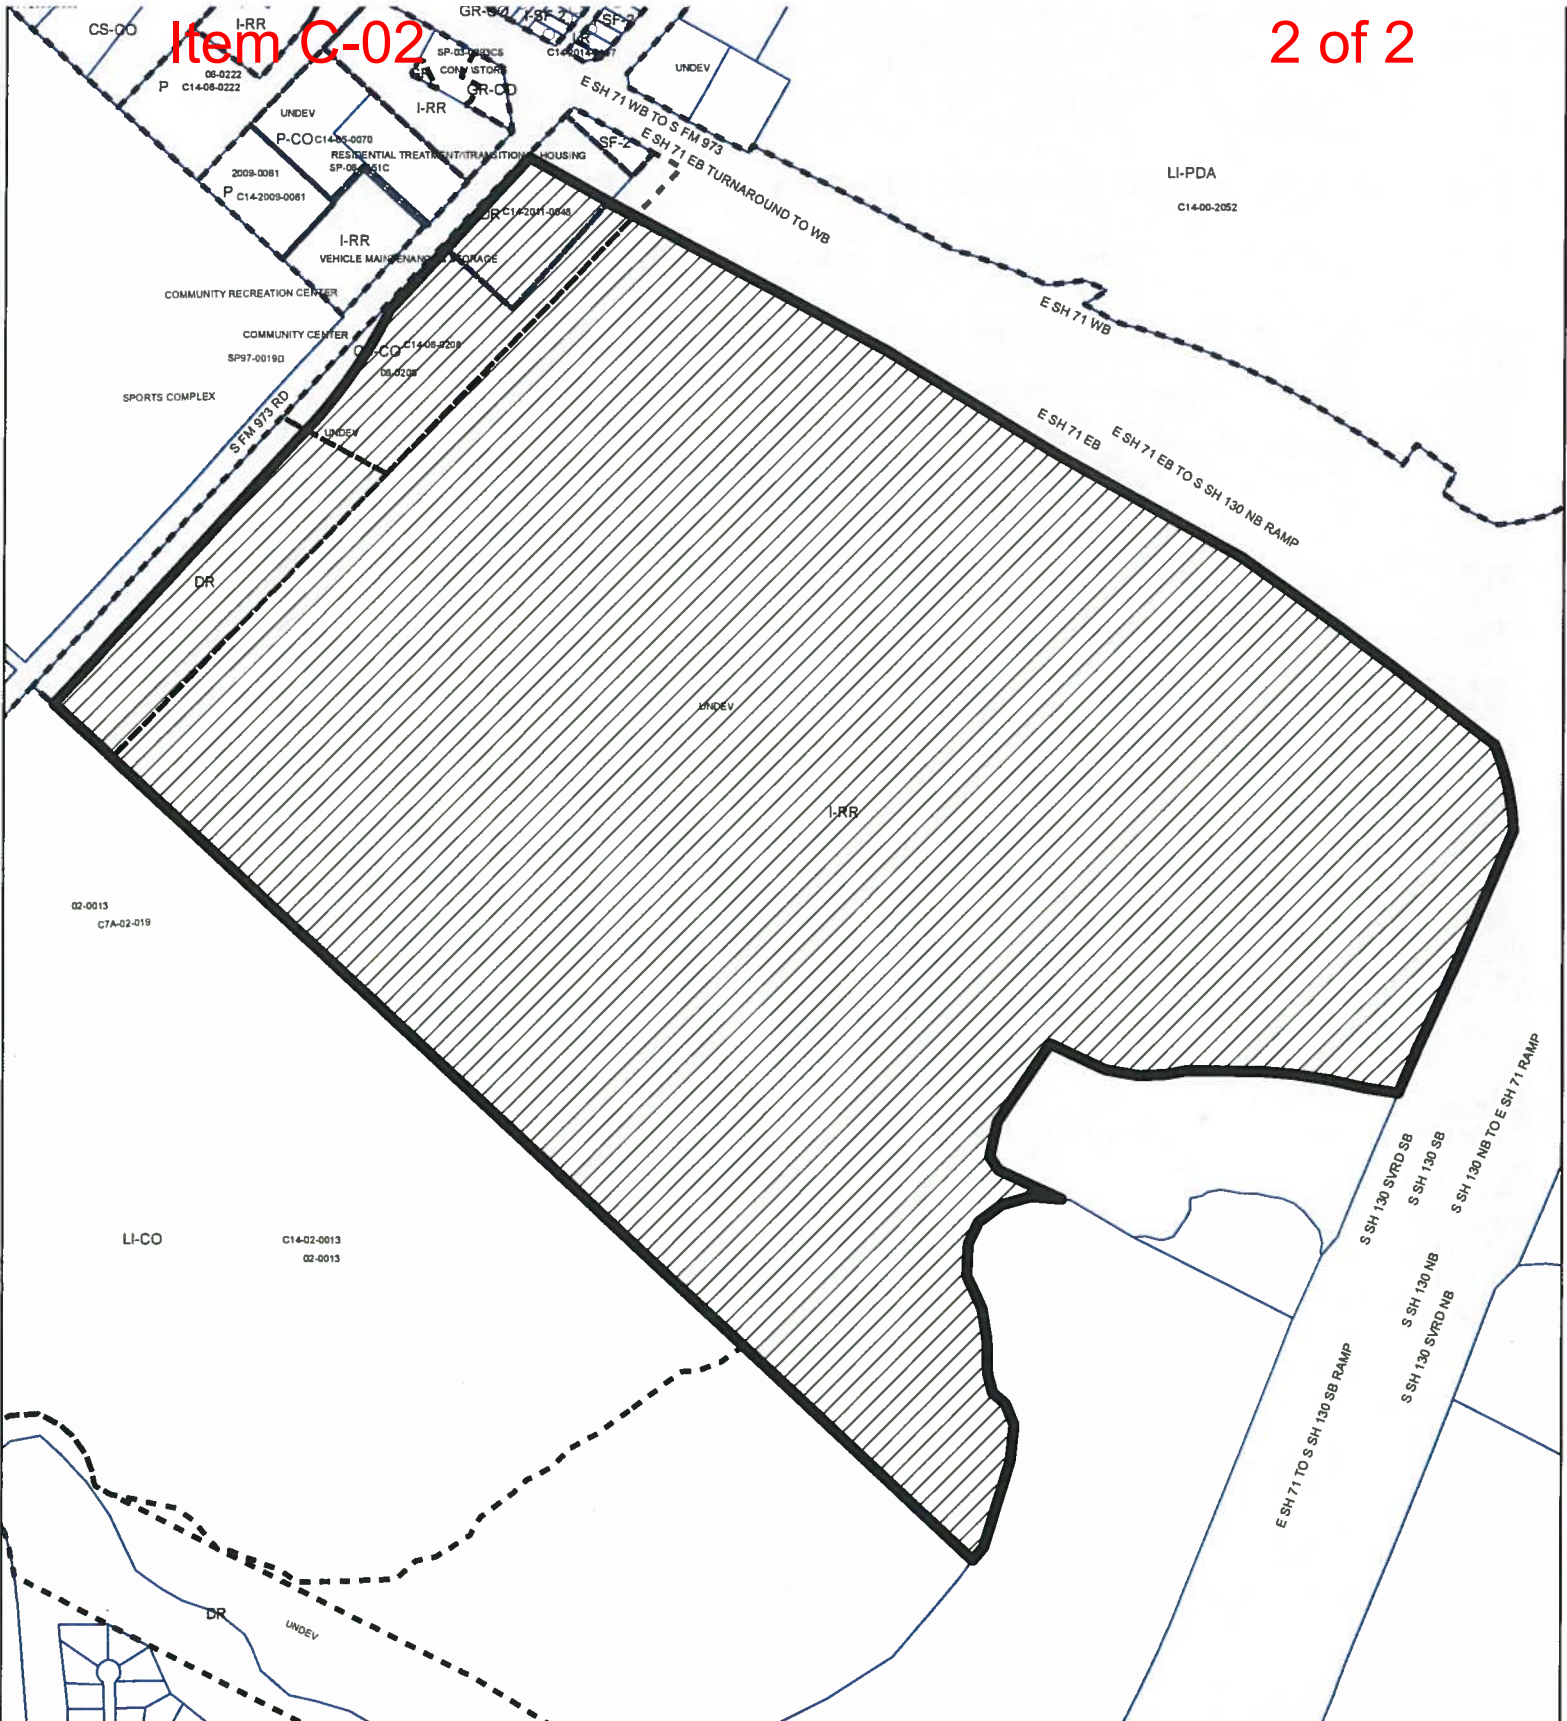 Item C-02
2 of 2
CS-CO
I-RR
GR-CO
I-SF-2
SF-2
SP-03-0293CS
CONV STORE
UNDEV
06-0222
C14-06-0222
P
GR-CO
I-RR
UNDEV
P-CO
C14-05-0070
RESIDENTIAL TREATMENT/TRANSITION HOUSING
SF-2
2009-0061
P
C14-2009-0061
E SH 71 WB TO S FM 973
E SH 71 EB TURNAROUND TO WB
LI-PDA
C14-00-2052
DR
C14-2011-0048
I-RR
VEHICLE MAINTENANCE STORAGE
COMMUNITY RECREATION CENTER
E SH 71 WB
COMMUNITY CENTER
SP97-0019D
CS-CO
C14-06-0208
06-0208
SPORTS COMPLEX
S FM 973 RD
UNDEV
E SH 71 EB
E SH 71 EB TO S SH 130 NB RAMP
DR
UNDEV
I-RR
02-0013
C7A-02-019
LI-CO
C14-02-0013
02-0013
S SH 130 SVRD SB
S SH 130 SB
S SH 130 NB TO E SH 71 RAMP
S SH 130 NB
S SH 130 SVRD NB
E SH 71 TO S SH 130 SB RAMP
DR
UNDEV